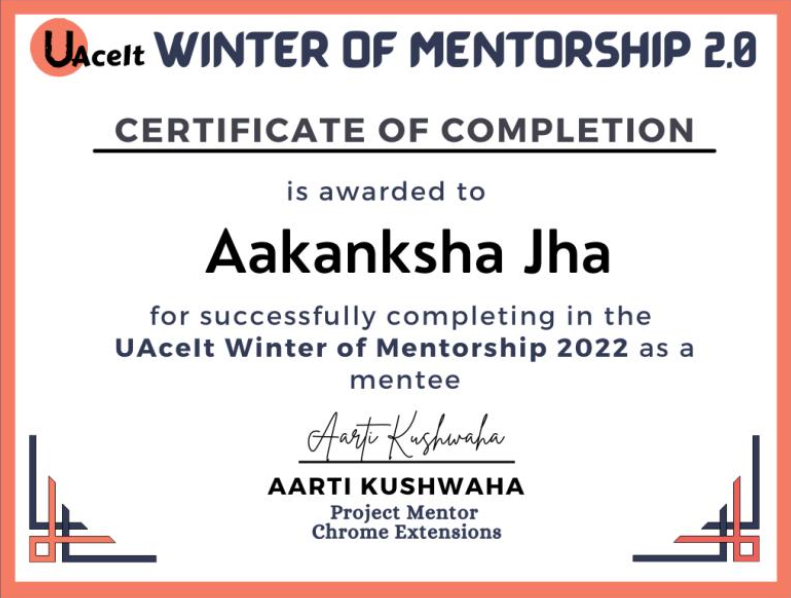 UAceIt WINTER OF MENTORSHIP 2.0
CERTIFICATE OF COMPLETION
is awarded to
Aakanksha Jha
for successfully completing in the
UAceIt Winter of Mentorship 2022 as a
mentee
Aarti Kushwaha
AARTI KUSHWAHA
Project Mentor
Chrome Extensions